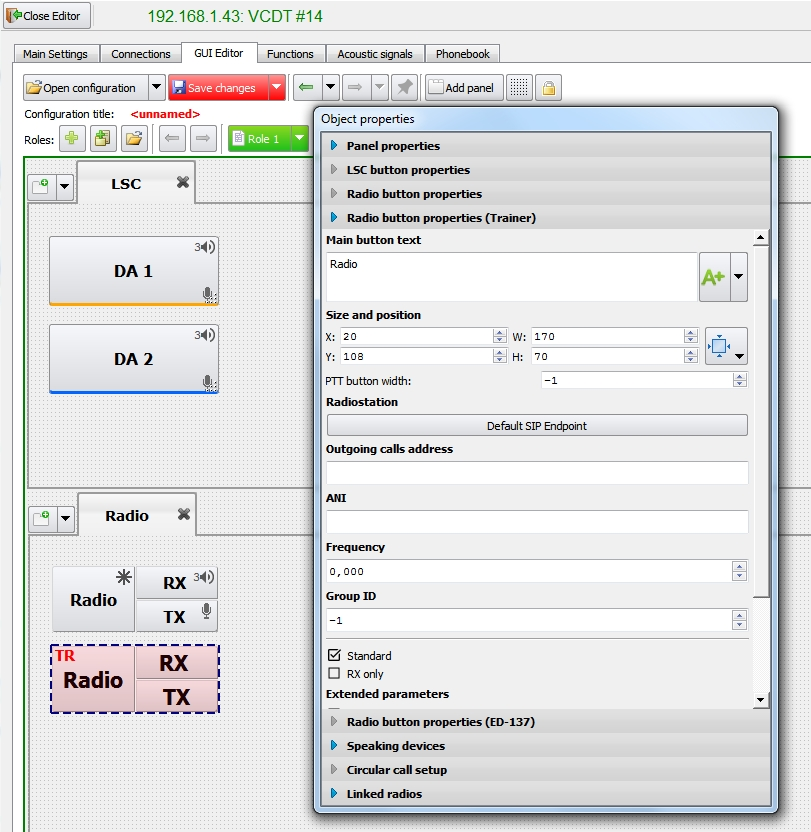 Close Editor
192.168.1.43: VCDT #14
Main Settings
Connections
GUI Editor
Functions
Acoustic signals
Phonebook
Open configuration
Save changes
Add panel
Configuration title: <unnamed>
Roles:
Role 1
LSC
3
DA 1
3
DA 2
Radio
Radio
RX
3
TX
TR
Radio
RX
TX
Object properties
Panel properties
LSC button properties
Radio button properties
Radio button properties (Trainer)
Main button text
Radio
A+
Size and position
X: 20 W: 170
Y: 108 H: 70
PTT button width: -1
Radiostation
Default SIP Endpoint
Outgoing calls address
ANI
Frequency
0,000
Group ID
-1
Standard
RX only
Extended parameters
Radio button properties (ED-137)
Speaking devices
Circular call setup
Linked radios